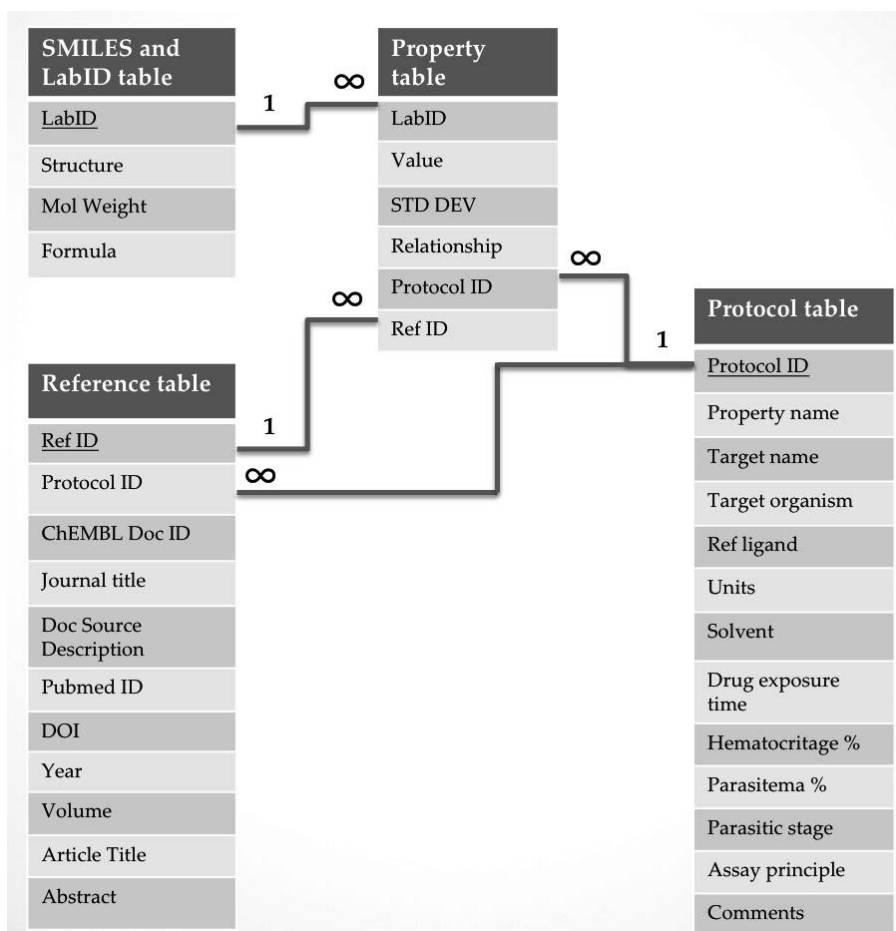 SMILES and
LabID table
LabID
Structure
Mol Weight
Formula
1
∞
Property
table
LabID
Value
STD DEV
Relationship
Protocol ID
Ref ID
∞
∞
1
Reference table
Ref ID
Protocol ID
ChEMBL Doc ID
Journal title
Doc Source
Description
Pubmed ID
DOI
Year
Volume
Article Title
Abstract
1
∞
Protocol table
Protocol ID
Property name
Target name
Target organism
Ref ligand
Units
Solvent
Drug exposure
time
Hematocritage %
Parasitema %
Parasitic stage
Assay principle
Comments